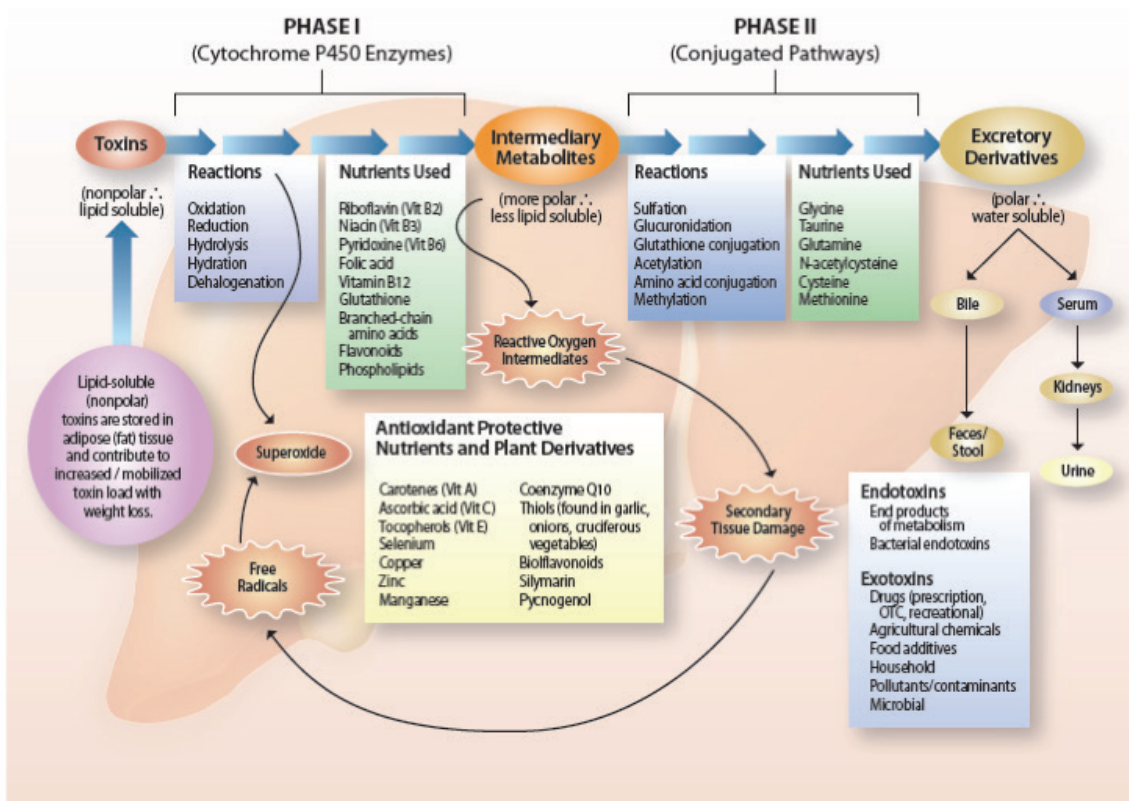 PHASE I
(Cytochrome P450 Enzymes)
PHASE II
(Conjugated Pathways)
Toxins
(nonpolar ∴
lipid soluble)
Reactions
Oxidation
Reduction
Hydrolysis
Hydration
Dehalogenation
Nutrients Used
Riboflavin (Vit B2)
Niacin (Vit B3)
Pyridoxine (Vit B6)
Folic acid
Vitamin B12
Glutathione
Branched-chain
amino acids
Flavonoids
Phospholipids
Intermediary
Metabolites
(more polar ∴
less lipid soluble)
Reactions
Sulfation
Glucuronidation
Glutathione conjugation
Acetylation
Amino acid conjugation
Methylation
Nutrients Used
Glycine
Taurine
Glutamine
N-acetylcysteine
Cysteine
Methionine
Excretory
Derivatives
(polar ∴
water soluble)
Bile
Serum
Kidneys
Feces/
Stool
Urine
Reactive Oxygen
Intermediates
Lipid-soluble
(nonpolar)
toxins are stored in
adipose (fat) tissue
and contribute to
increased / mobilized
toxin load with
weight loss.
Superoxide
Free
Radicals
Antioxidant Protective
Nutrients and Plant Derivatives
Carotenes (Vit A)
Ascorbic acid (Vit C)
Tocopherols (Vit E)
Selenium
Copper
Zinc
Manganese
Coenzyme Q10
Thiols (found in garlic,
onions, cruciferous
vegetables)
Biolflavonoids
Silymarin
Pycnogenol
Secondary
Tissue Damage
Endotoxins
End products
of metabolism
Bacterial endotoxins
Exotoxins
Drugs (prescription,
OTC, recreational)
Agricultural chemicals
Food additives
Household
Pollutants/contaminants
Microbial